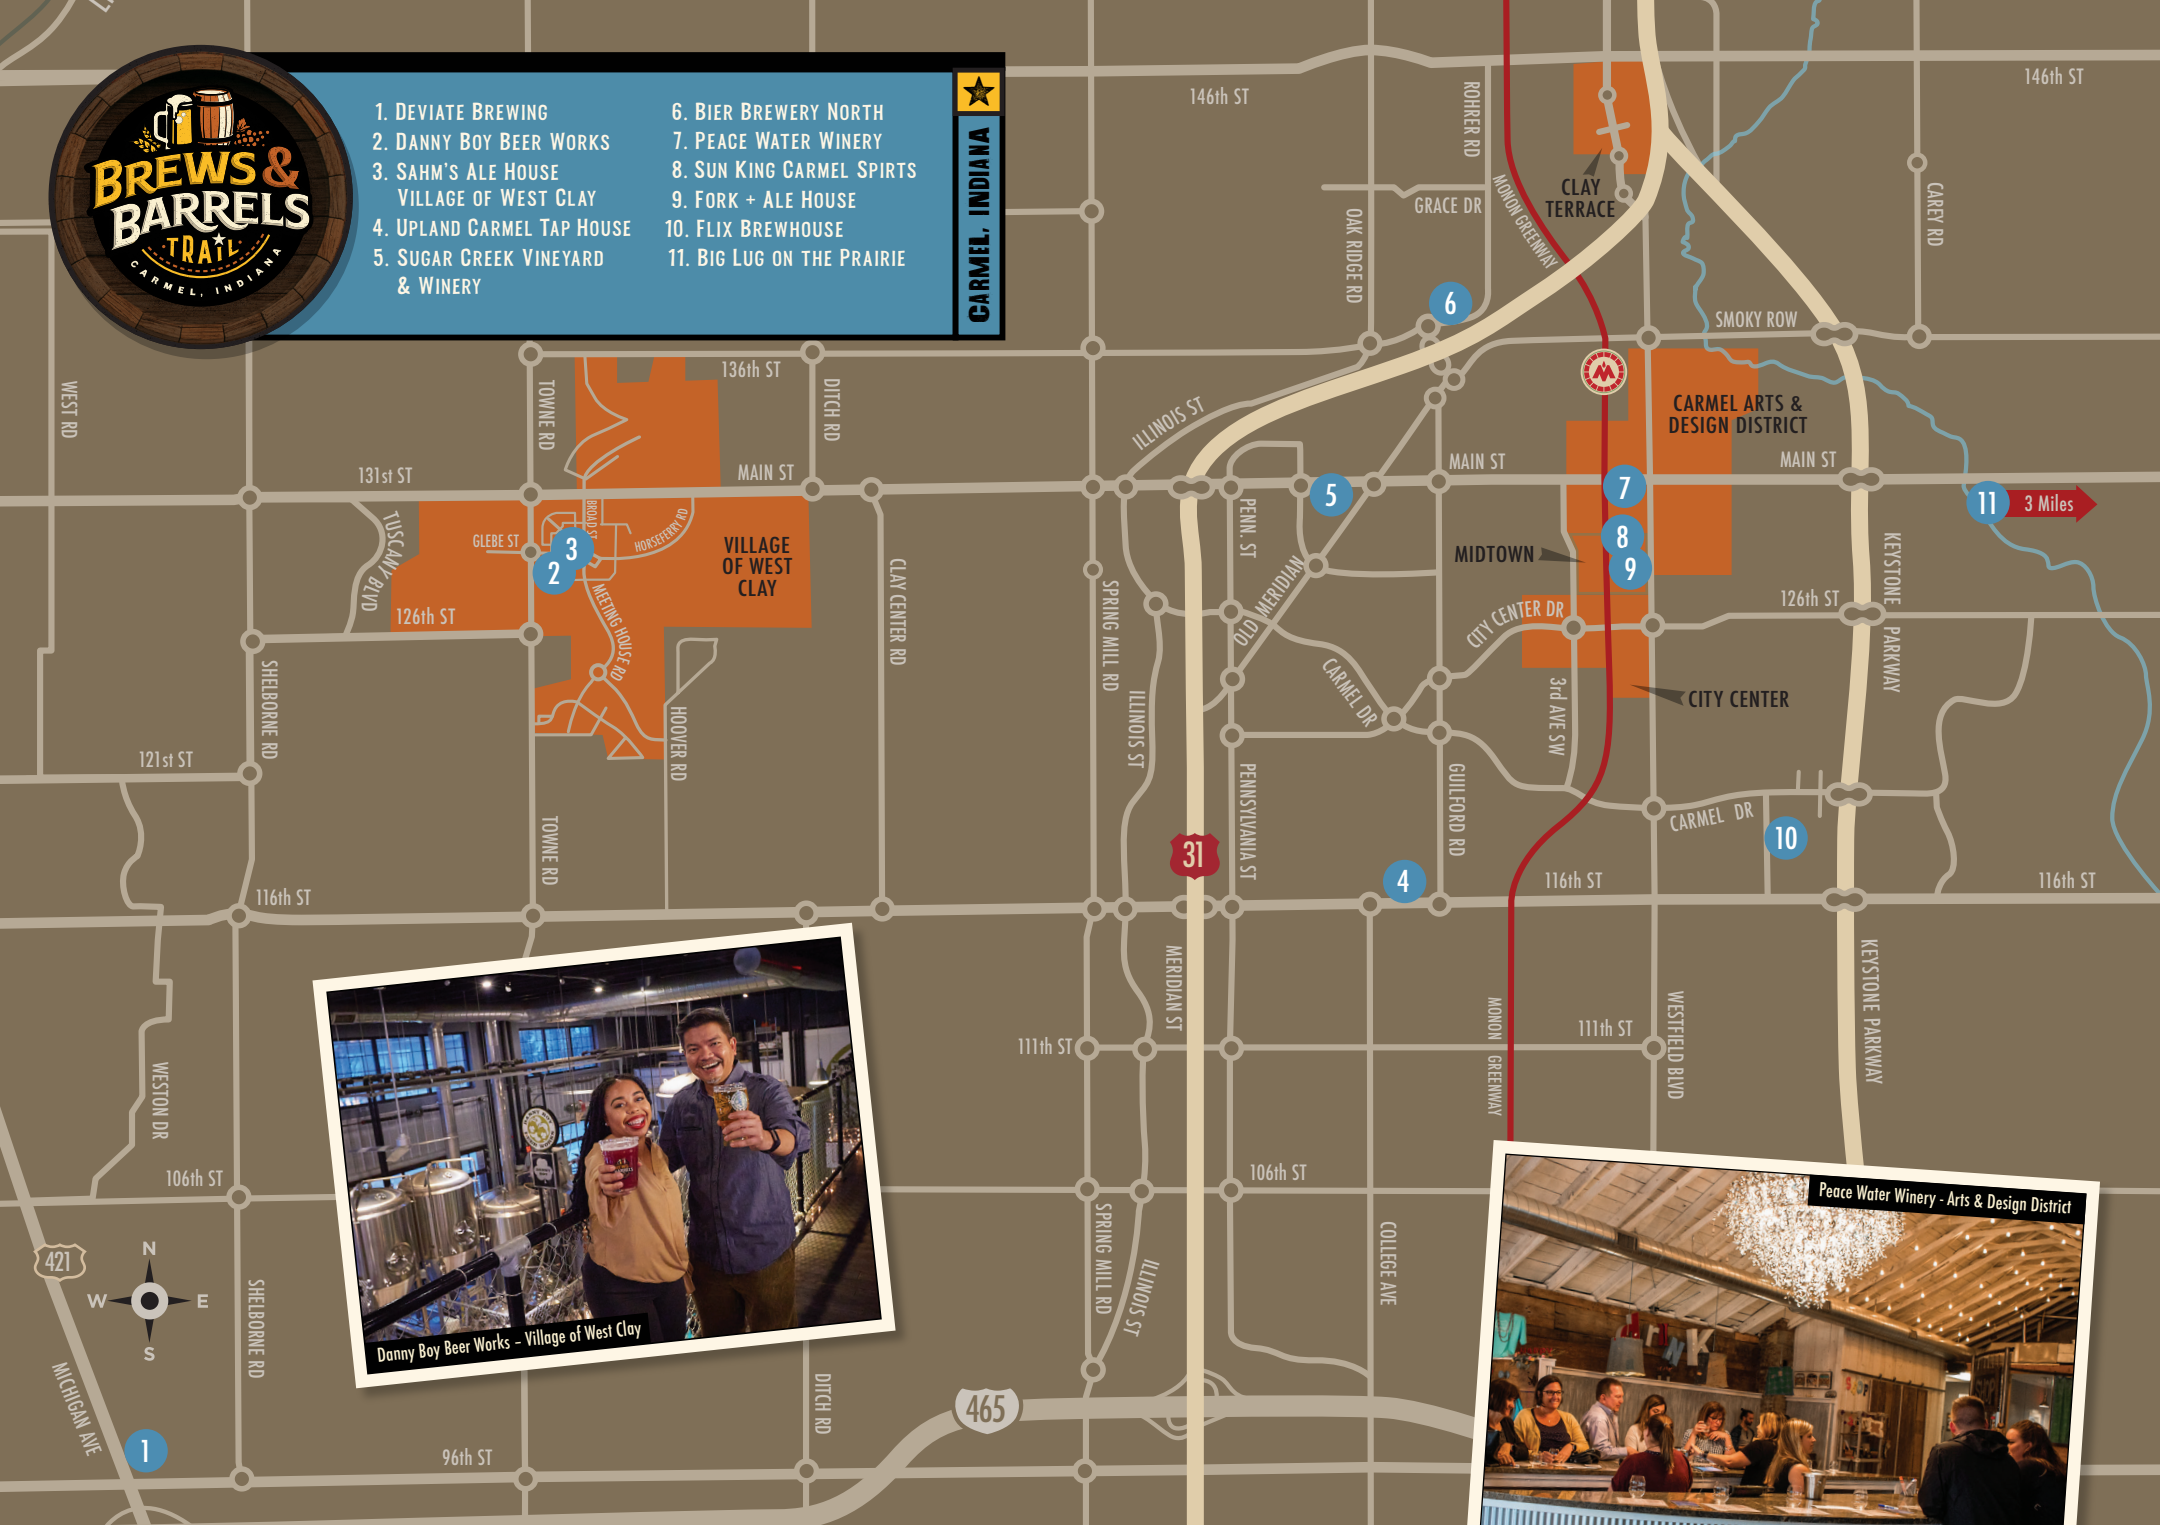 BREWS &
BARRELS
TRAIL
CARMEL, INDIANA
1. DEVIATE BREWING
2. DANNY BOY BEER WORKS
3. SAHM'S ALE HOUSE
VILLAGE OF WEST CLAY
4. UPLAND CARMEL TAP HOUSE
5. SUGAR CREEK VINEYARD
& WINERY
6. BIER BREWERY NORTH
7. PEACE WATER WINERY
8. SUN KING CARMEL SPIRTS
9. FORK + ALE HOUSE
10. FLIX BREWHOUSE
11. BIG LUG ON THE PRAIRIE
CARMEL, INDIANA
146th ST
146th ST
ROHRER RD
MONON GREENWAY
CLAY
TERRACE
GRACE DR
OAK RIDGE RD
CAREY RD
6
SMOKY ROW
WEST RD
TOWNE RD
136th ST
DITCH RD
ILLINOIS ST
M
CARMEL ARTS &
DESIGN DISTRICT
131st ST
MAIN ST
MAIN ST
MAIN ST
5
7
11
3 Miles
TUSCANY BLVD
GLEBE ST
BROAD ST
HORSEFERRY RD
3
2
VILLAGE
OF WEST
CLAY
CLAY CENTER RD
PENN. ST
OLD MERIDIAN
MIDTOWN
8
9
KEYSTONE PARKWAY
126th ST
MEETING HOUSE RD
SPRING MILL RD
CITY CENTER DR
126th ST
SHELBORNE RD
HOOVER RD
ILLINOIS ST
CARMEL DR
3rd AVE SW
CITY CENTER
121st ST
TOWNE RD
PENNSYLVANIA ST
GUILFORD RD
CARMEL DR
10
31
4
116th ST
116th ST
116th ST
MERIDIAN ST
KEYSTONE PARKWAY
WESTON DR
111th ST
MONON GREENWAY
111th ST
WESTFIELD BLVD
106th ST
106th ST
SPRING MILL RD
ILLINOIS ST
COLLEGE AVE
421
N
W
E
S
SHELBORNE RD
MICHIGAN AVE
1
DITCH RD
465
96th ST
Danny Boy Beer Works – Village of West Clay
Peace Water Winery - Arts & Design District